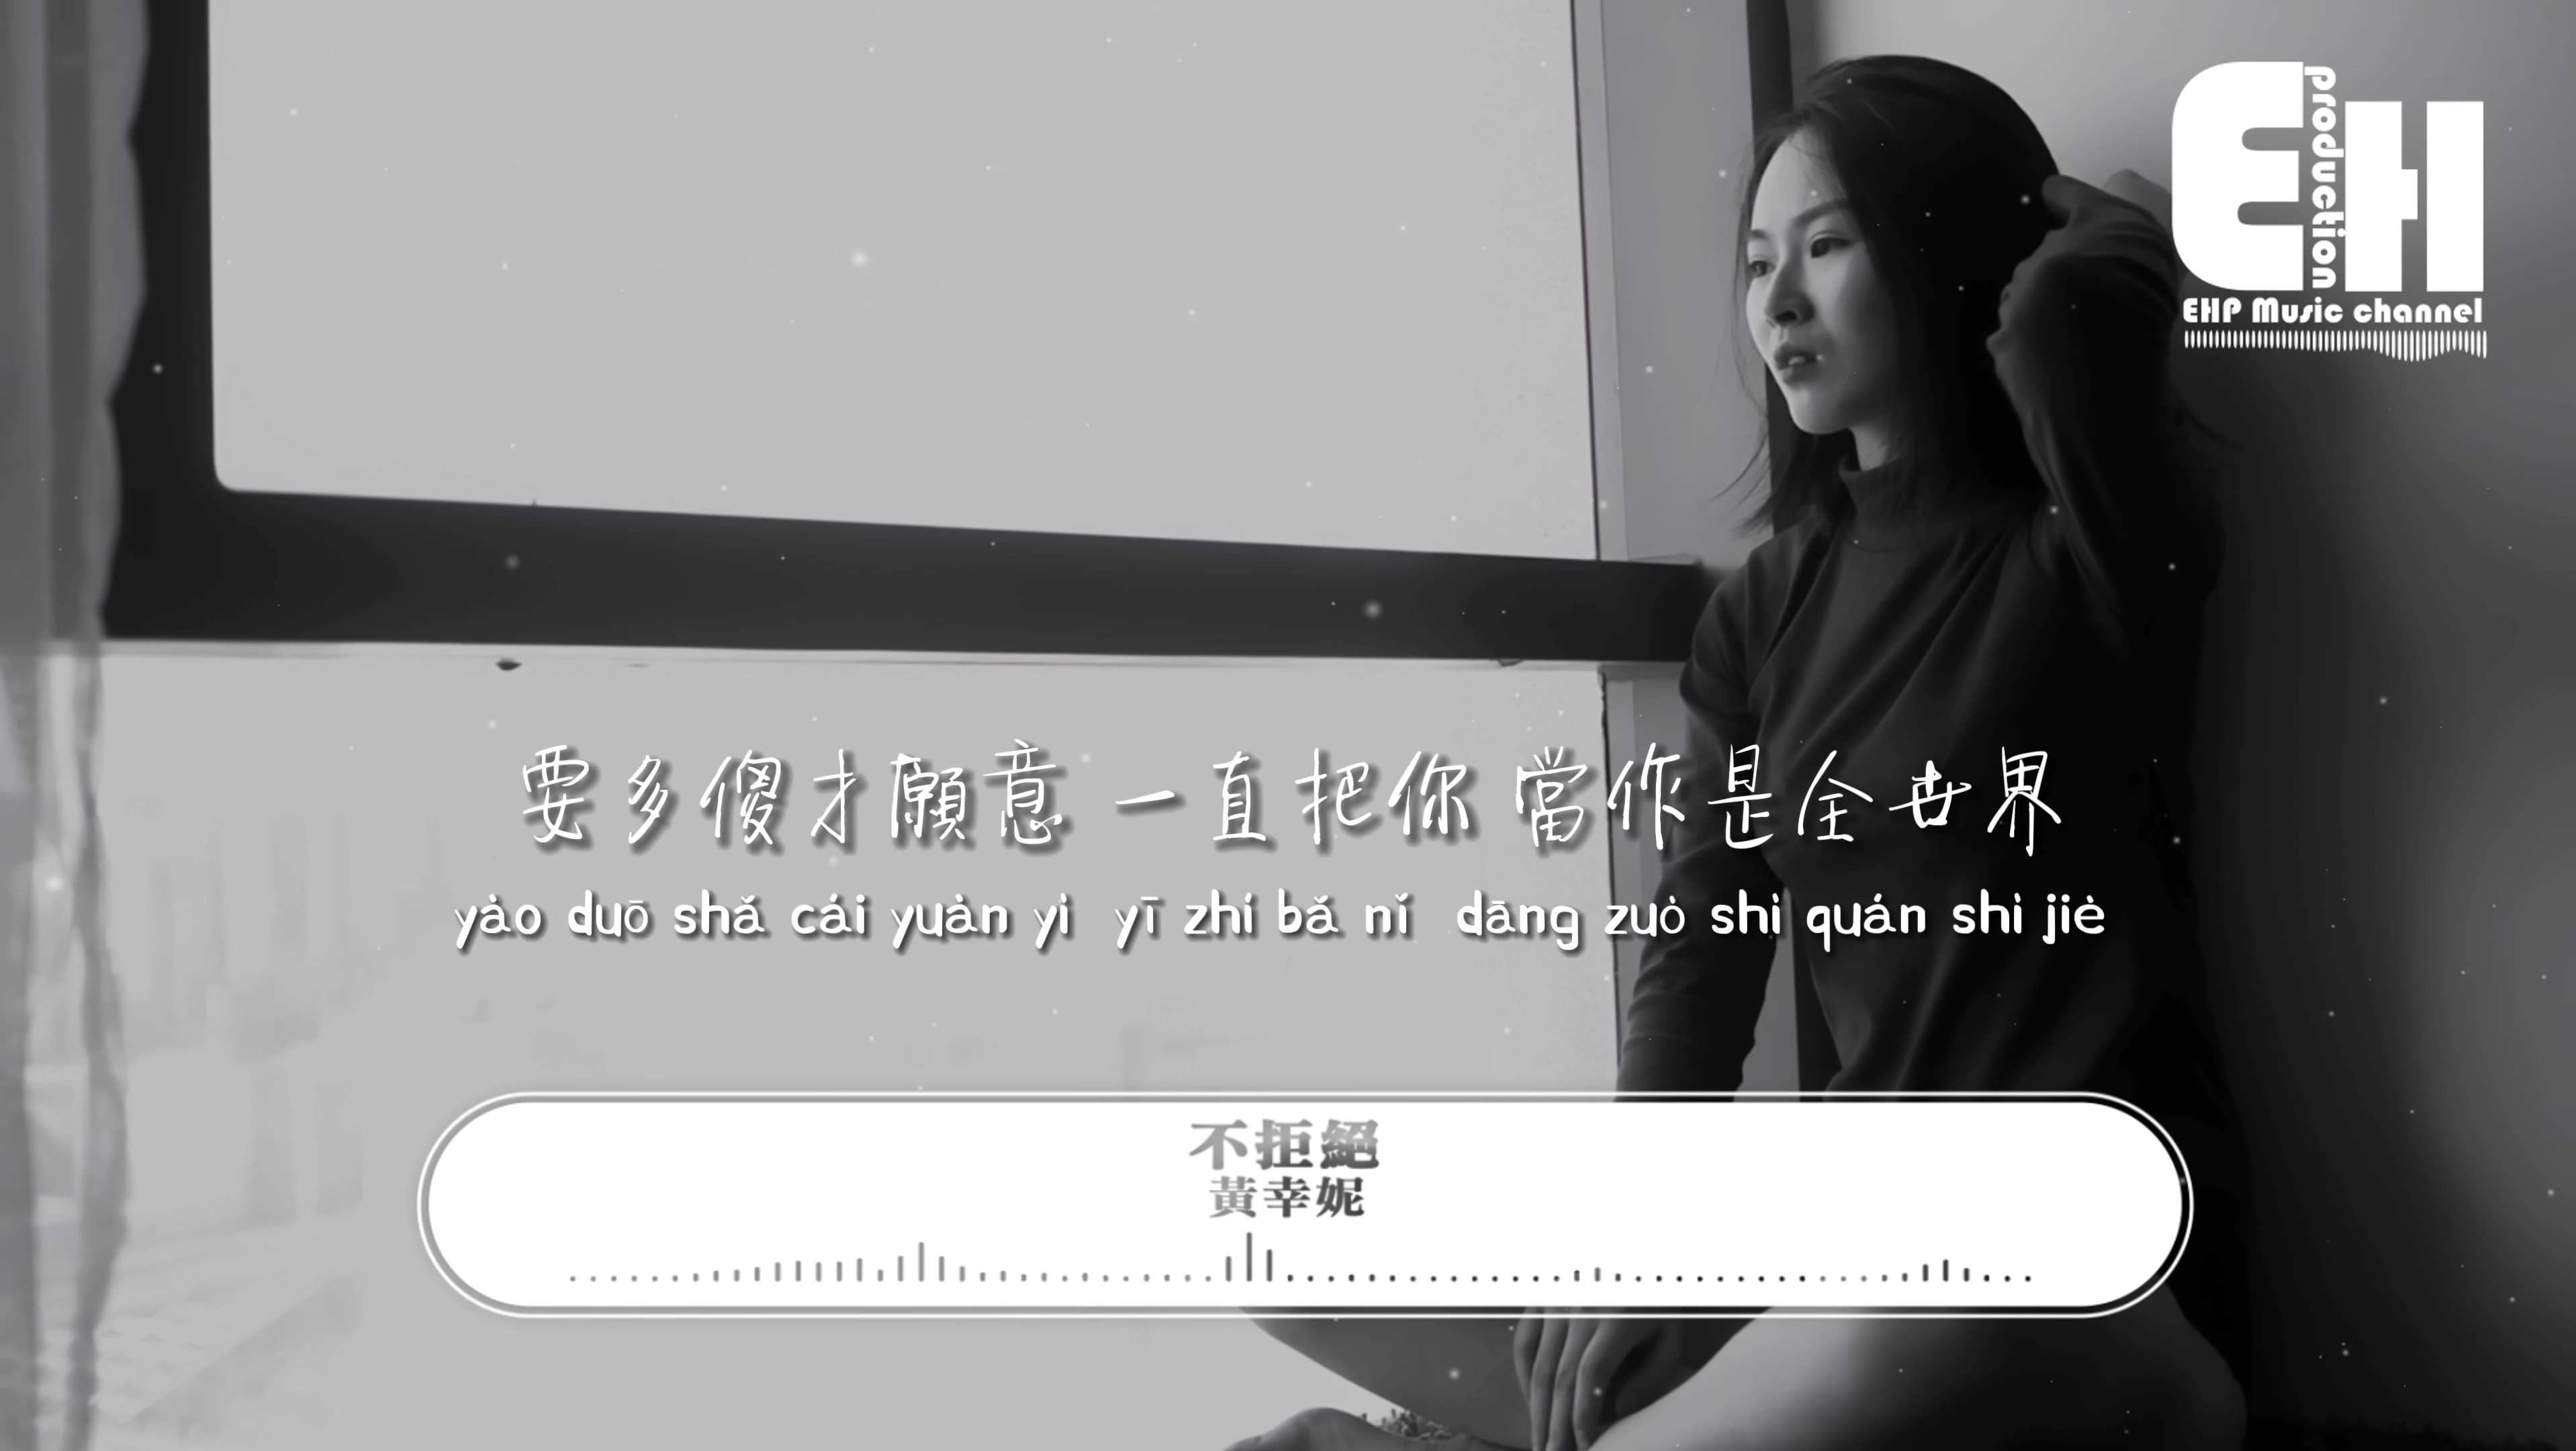 EH
production
EHP Music channel
要多傻才願意 一直把你 當作是全世界
yào duō shǎ cái yuàn yì yī zhí bǎ nǐ dāng zuò shì quán shì jiè
不拒絕
黃幸妮